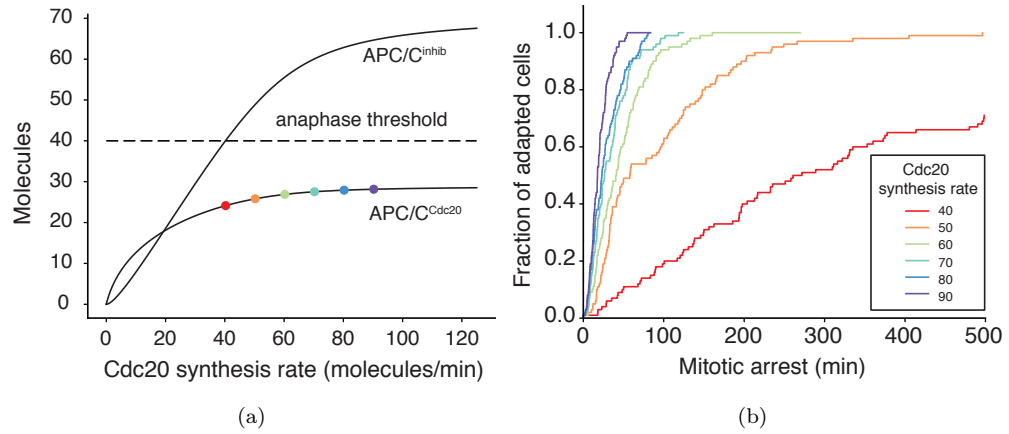 70
60
50
40
30
20
10
0
Molecules
APC/C^inhib
anaphase threshold
APC/C^Cdc20
0 20 40 60 80 100 120
Cdc20 synthesis rate (molecules/min)
(a)
1.0
0.8
0.6
0.4
0.2
0.0
Fraction of adapted cells
Cdc20
synthesis rate
40
50
60
70
80
90
0 100 200 300 400 500
Mitotic arrest (min)
(b)